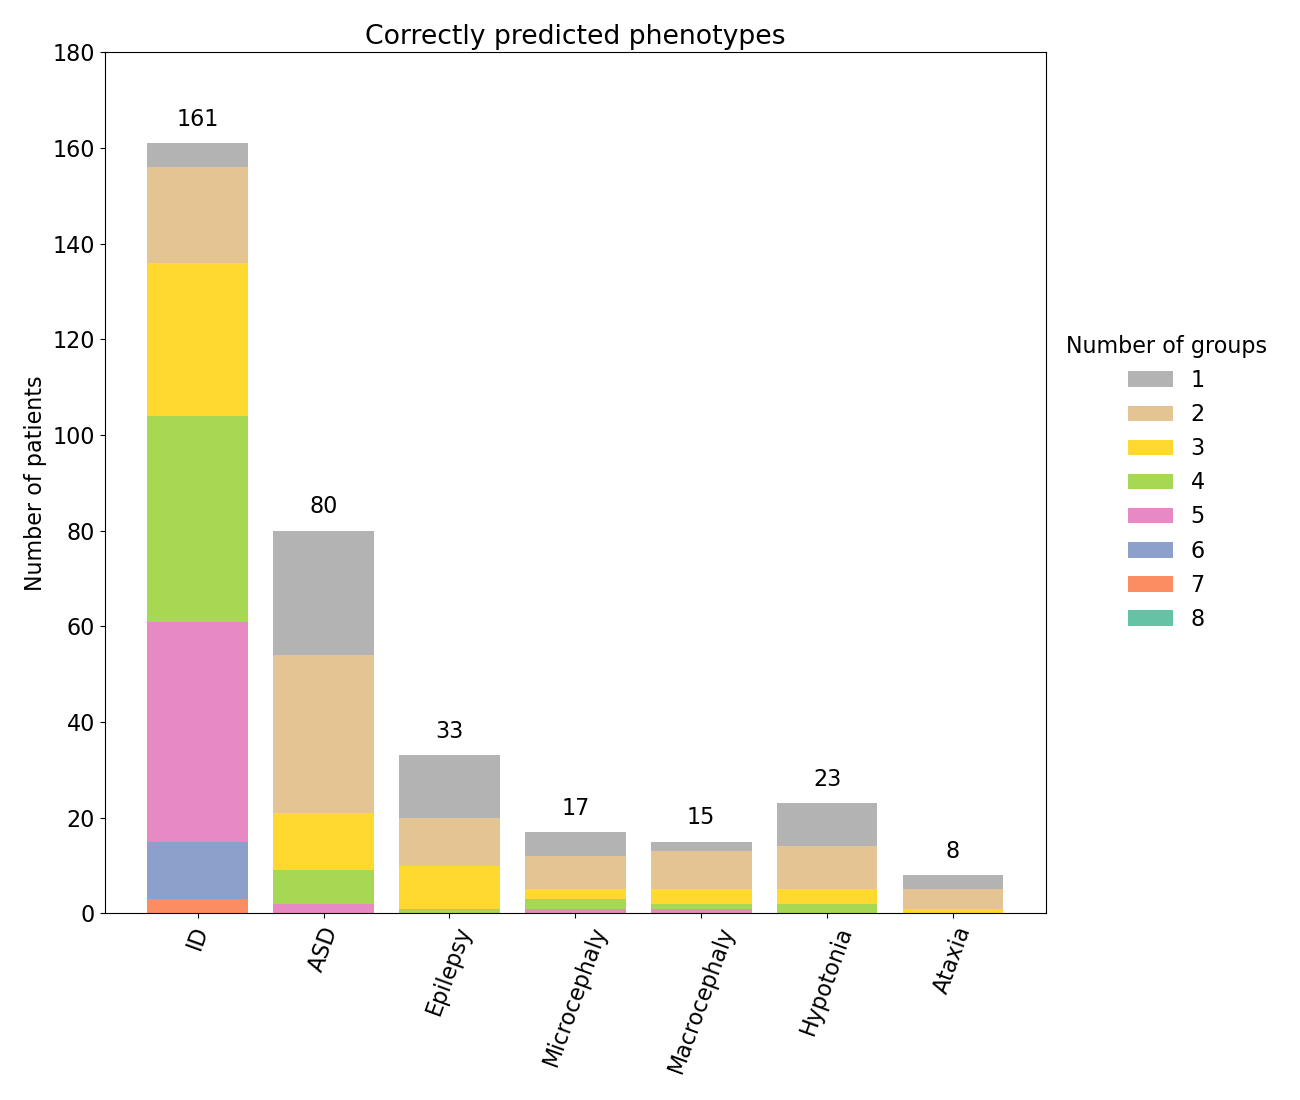 Correctly predicted phenotypes
Number of patients
180
160
140
120
100
80
60
40
20
0
161
80
33
17
15
23
8
ID
ASD
Epilepsy
Microcephaly
Macrocephaly
Hypotonia
Ataxia
Number of groups
1
2
3
4
5
6
7
8